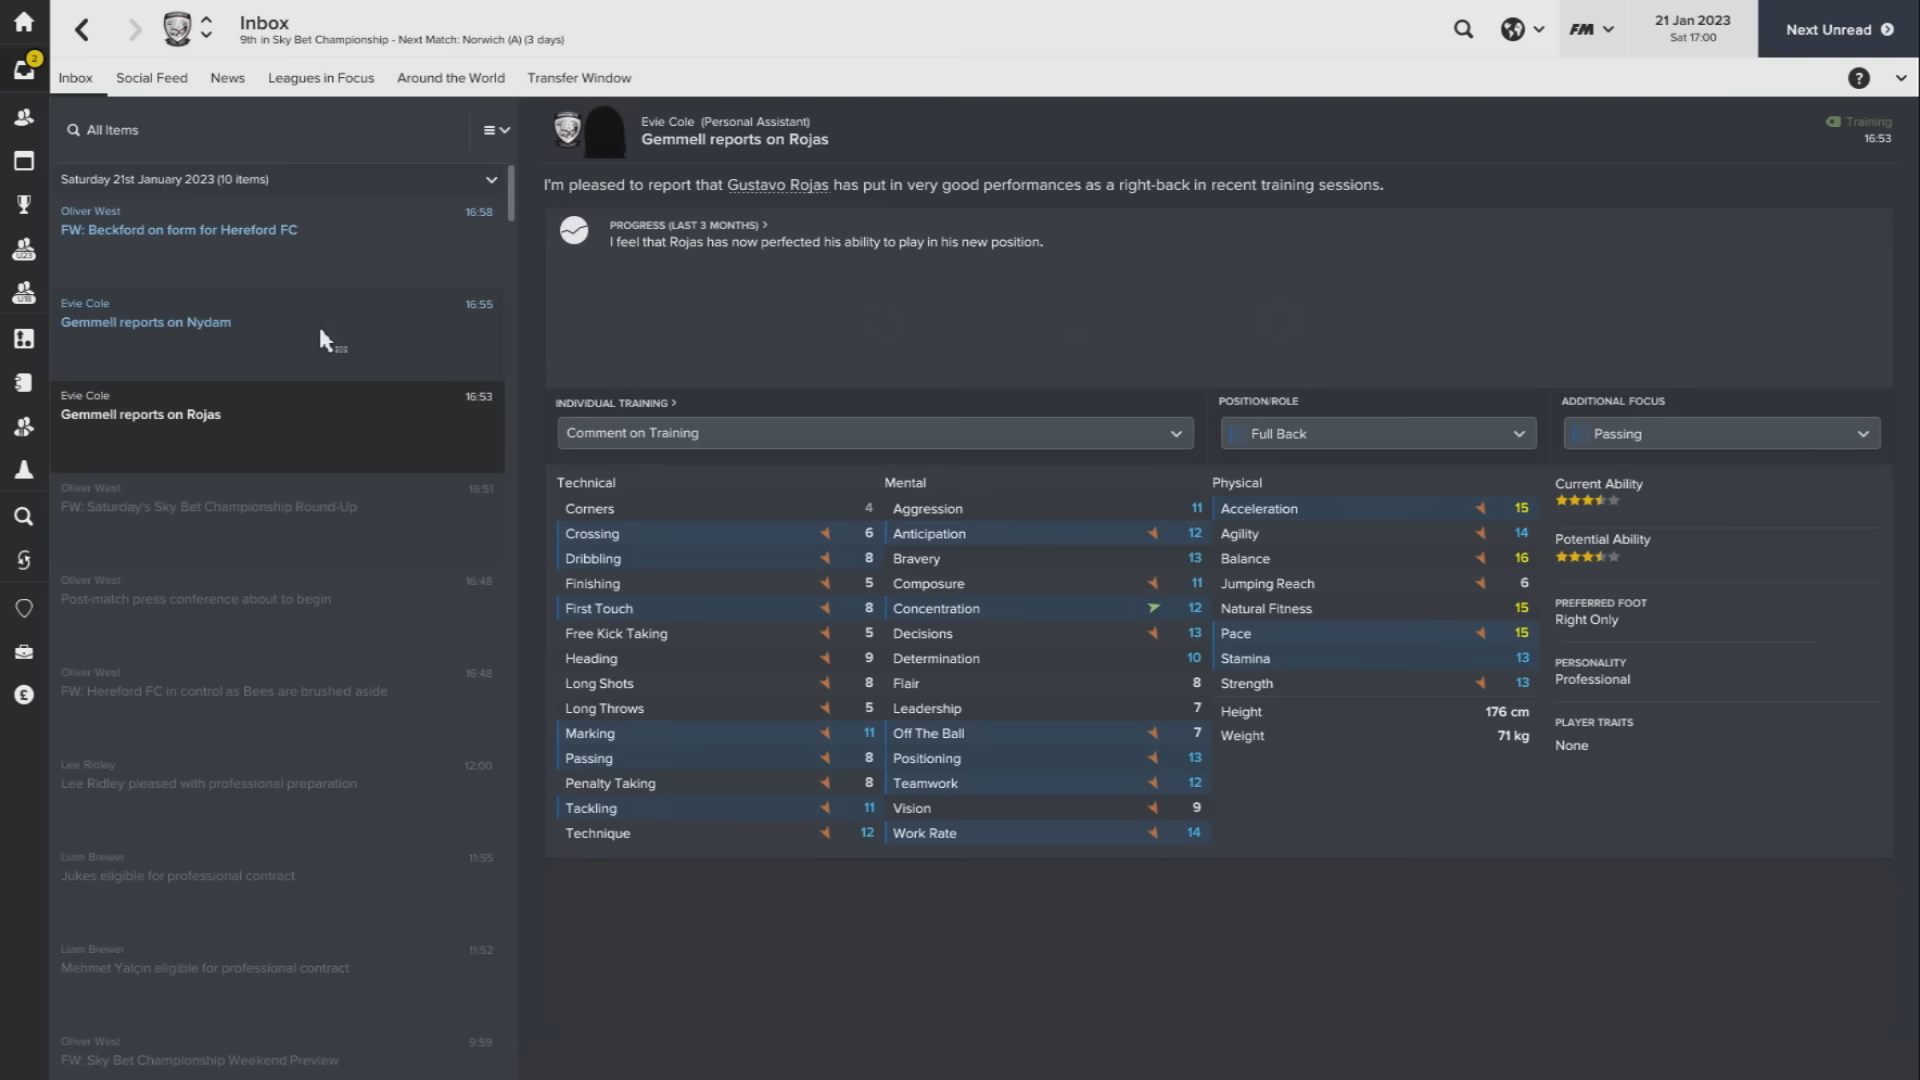 Inbox
9th in Sky Bet Championship - Next Match: Norwich (A) (3 days)
FM
21 Jan 2023
Sat 17:00
Next Unread
2
Inbox
Social Feed
News
Leagues in Focus
Around the World
Transfer Window
?
All Items
Saturday 21st January 2023 (10 items)
Oliver West 16:58
FW: Beckford on form for Hereford FC
Evie Cole 16:55
Gemmell reports on Nydam
Evie Cole 16:53
Gemmell reports on Rojas
Oliver West 16:51
FW: Saturday's Sky Bet Championship Round-Up
Oliver West 16:48
Post-match press conference about to begin
Oliver West 16:48
FW: Hereford FC in control as Bees are brushed aside
Lee Ridley 12:00
Lee Ridley pleased with professional preparation
Liam Brewer 11:55
Jukes eligible for professional contract
Liam Brewer 11:52
Mehmet Yalçın eligible for professional contract
Oliver West 9:59
FW: Sky Bet Championship Weekend Preview
U23
U18
£
Evie Cole (Personal Assistant)
Gemmell reports on Rojas
Training
16:53
I'm pleased to report that Gustavo Rojas has put in very good performances as a right-back in recent training sessions.
PROGRESS (LAST 3 MONTHS) >
I feel that Rojas has now perfected his ability to play in his new position.
INDIVIDUAL TRAINING >
Comment on Training
POSITION/ROLE
Full Back
ADDITIONAL FOCUS
Passing
Technical
Corners 4
Crossing 6
Dribbling 8
Finishing 5
First Touch 8
Free Kick Taking 5
Heading 9
Long Shots 8
Long Throws 5
Marking 11
Passing 8
Penalty Taking 8
Tackling 11
Technique 12
Mental
Aggression 11
Anticipation 12
Bravery 13
Composure 11
Concentration 12
Decisions 13
Determination 10
Flair 8
Leadership 7
Off The Ball 7
Positioning 13
Teamwork 12
Vision 9
Work Rate 14
Physical
Acceleration 15
Agility 14
Balance 16
Jumping Reach 6
Natural Fitness 15
Pace 15
Stamina 13
Strength 13
Height 176 cm
Weight 71 kg
Current Ability
Potential Ability
PREFERRED FOOT
Right Only
PERSONALITY
Professional
PLAYER TRAITS
None